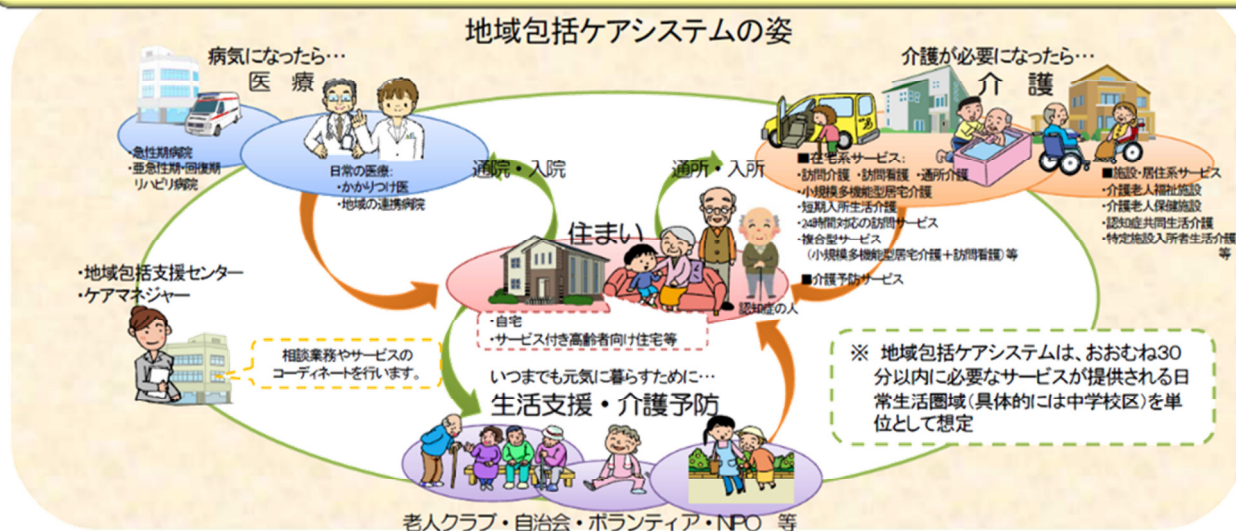 地域包括ケアシステムの姿
病気になったら…
医 療
介護が必要になったら…
介 護
・急性期病院
・亜急性期・回復期
リハビリ病院
日常の医療:
・かかりつけ医
・地域の連携病院
通院・入院
通所・入所
■在宅系サービス:
・訪問介護 ・訪問看護 ・通所介護
・小規模多機能型居宅介護
・短期入所生活介護
・24時間対応の訪問サービス
・複合型サービス
(小規模多機能型居宅介護+訪問看護)等
■介護予防サービス
■施設・居住系サービス
・介護老人福祉施設
・介護老人保健施設
・認知症共同生活介護
・特定施設入所者生活介護
等
住まい
認知症の人
・自宅
・サービス付き高齢者向け住宅等
・地域包括支援センター
・ケアマネジャー
相談業務やサービスの
コーディネートを行います。
いつまでも元気に暮らすために…
生活支援・介護予防
※ 地域包括ケアシステムは、おおむね30
分以内に必要なサービスが提供される日
常生活圏域(具体的には中学校区)を単
位として想定
老人クラブ・自治会・ボランティア・NPO 等